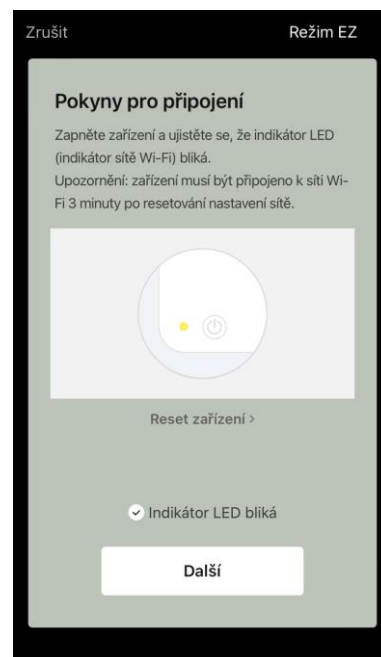 Zrušit Režim EZ
Pokyny pro připojení
Zapněte zařízení a ujistěte se, že indikátor LED
(indikátor sítě Wi-Fi) bliká.
Upozornění: zařízení musí být připojeno k síti Wi-
Fi 3 minuty po resetování nastavení sítě.
Reset zařízení >
Indikátor LED bliká
Další